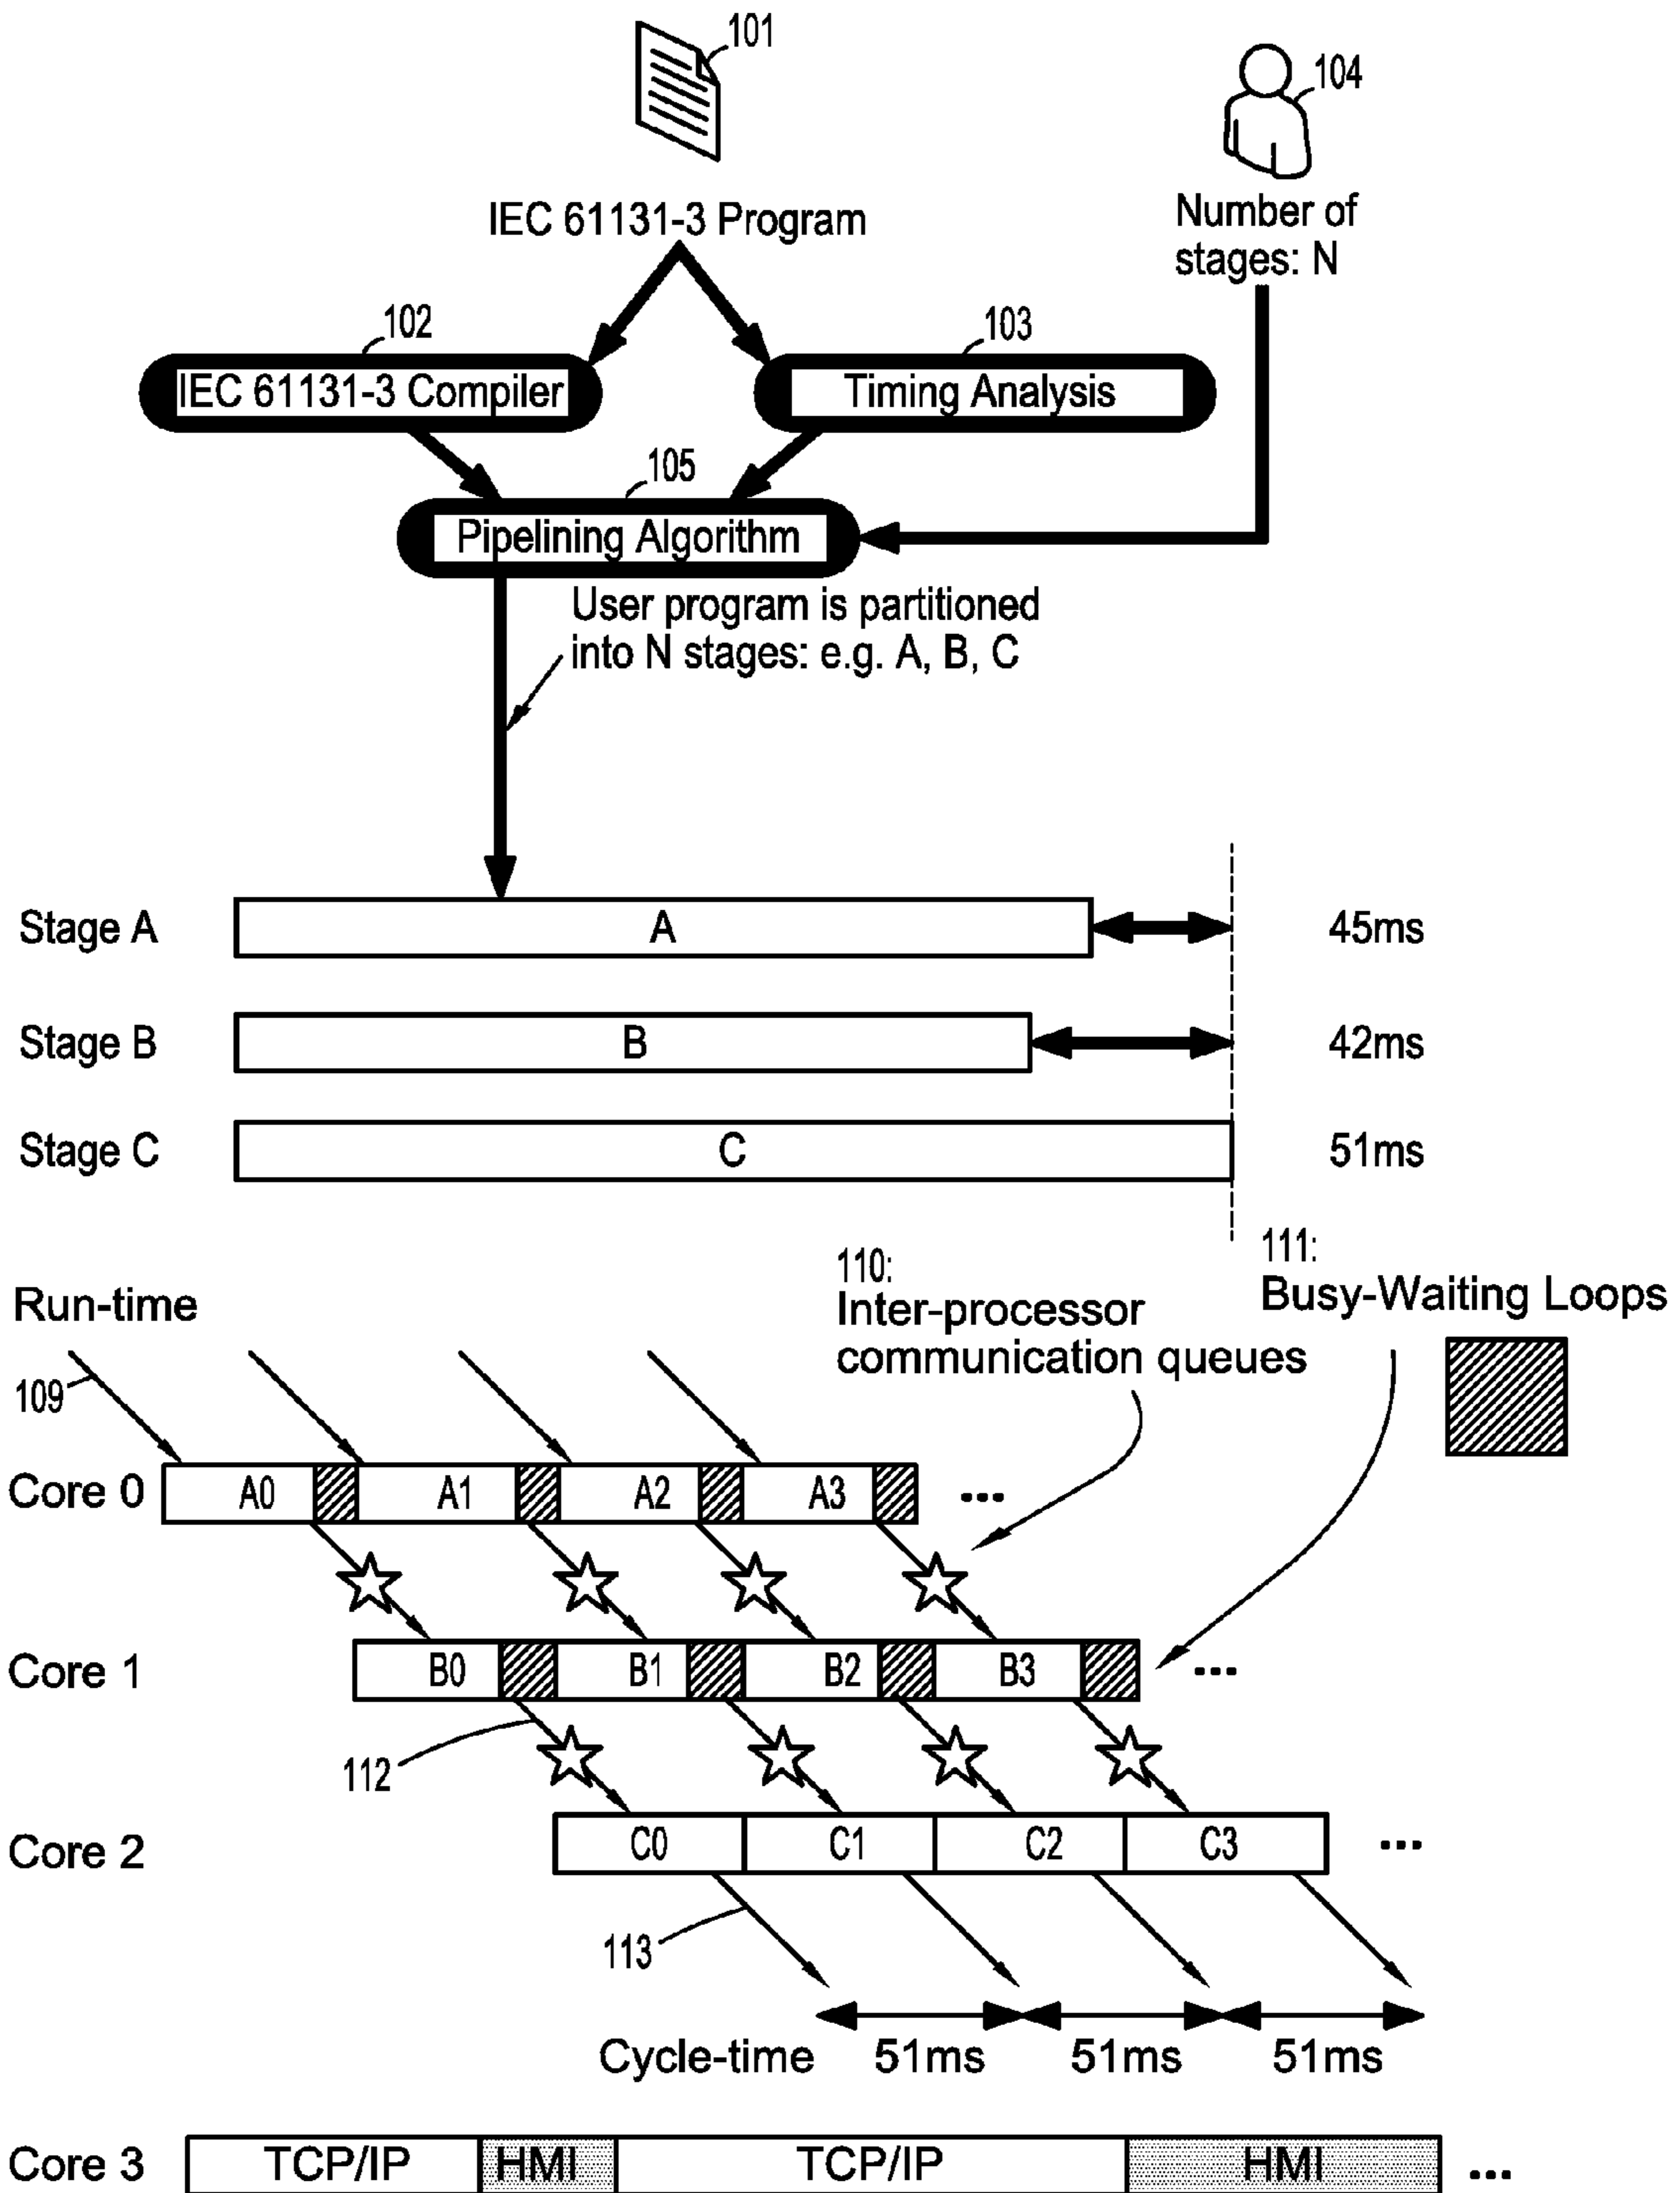 101
104
IEC 61131-3 Program
Number of
stages: N
102
103
IEC 61131-3 Compiler
Timing Analysis
105
Pipelining Algorithm
User program is partitioned
into N stages: e.g. A, B, C
Stage A
A
45ms
Stage B
B
42ms
Stage C
C
51ms
Run-time
110:
Inter-processor
communication queues
111:
Busy-Waiting Loops
109
Core 0
A0
A1
A2
A3
...
Core 1
B0
B1
B2
B3
...
112
Core 2
C0
C1
C2
C3
...
113
Cycle-time
51ms
51ms
51ms
Core 3
TCP/IP
HMI
TCP/IP
HMI
...